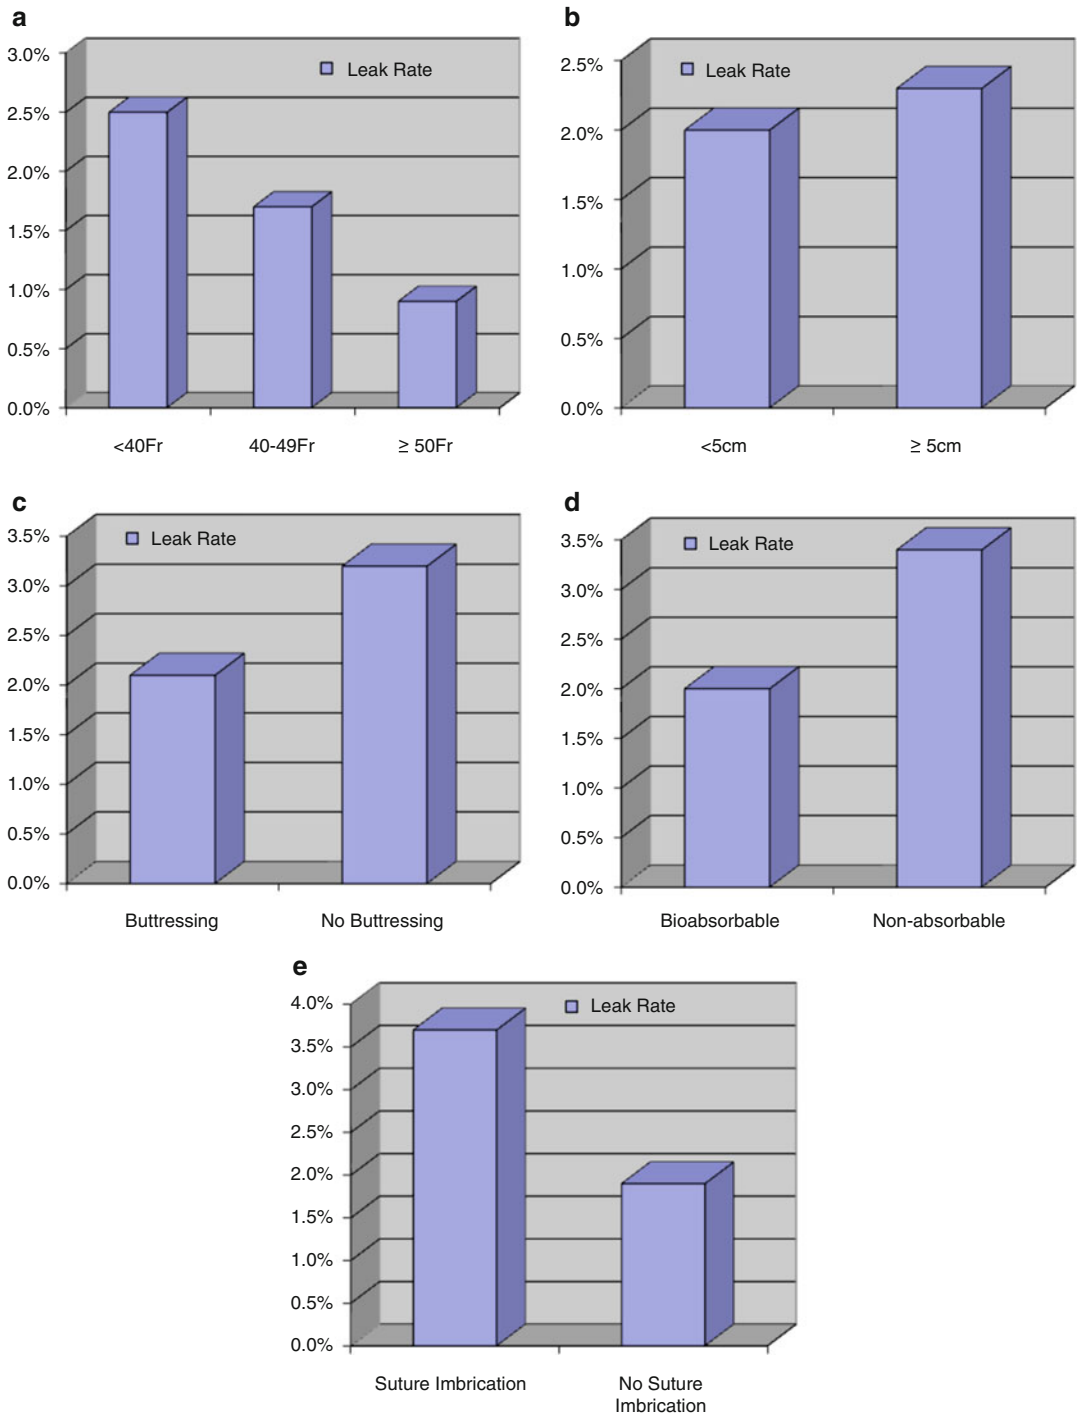 a
3.0%
2.5%
2.0%
1.5%
1.0%
0.5%
0.0%
Leak Rate
<40Fr 40-49Fr ≥ 50Fr
b
2.5%
2.0%
1.5%
1.0%
0.5%
0.0%
Leak Rate
<5cm ≥ 5cm
c
3.5%
3.0%
2.5%
2.0%
1.5%
1.0%
0.5%
0.0%
Leak Rate
Buttressing No Buttressing
d
3.5%
3.0%
2.5%
2.0%
1.5%
1.0%
0.5%
0.0%
Leak Rate
Bioabsorbable Non-absorbable
e
4.0%
3.5%
3.0%
2.5%
2.0%
1.5%
1.0%
0.5%
0.0%
Leak Rate
Suture Imbrication No Suture
Imbrication